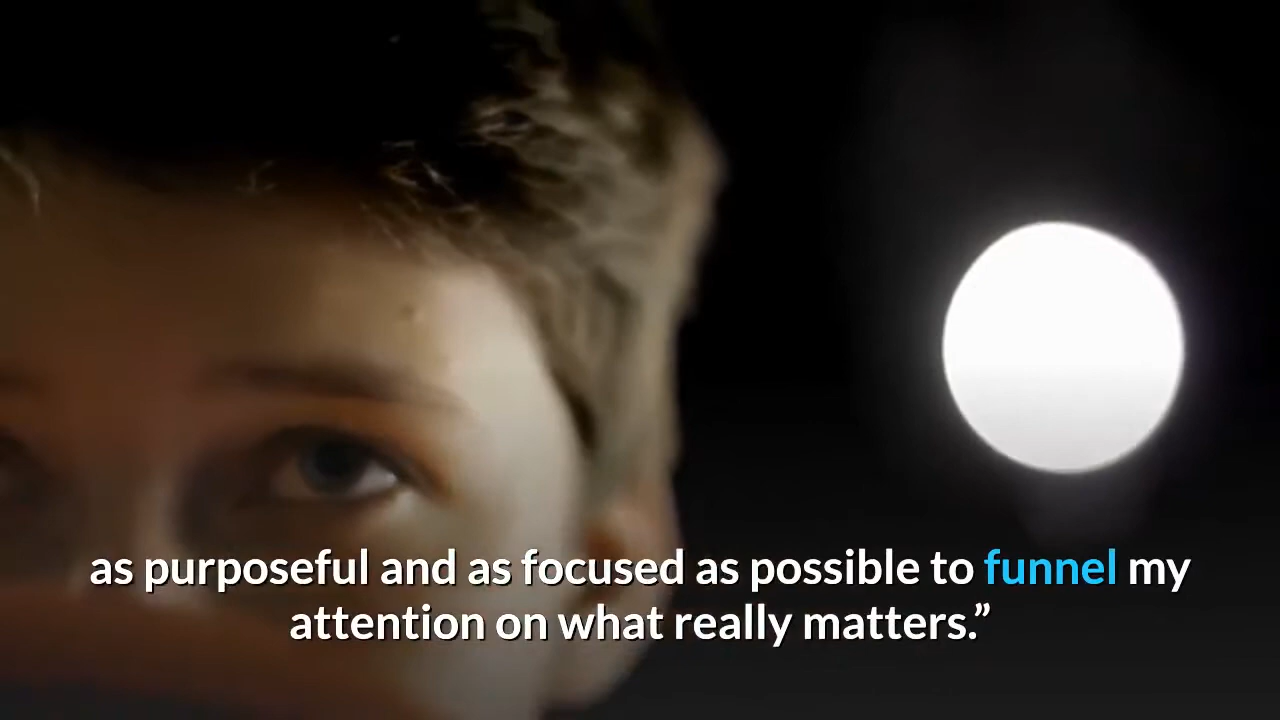 as purposeful and as focused as possible to funnel my
attention on what really matters.”